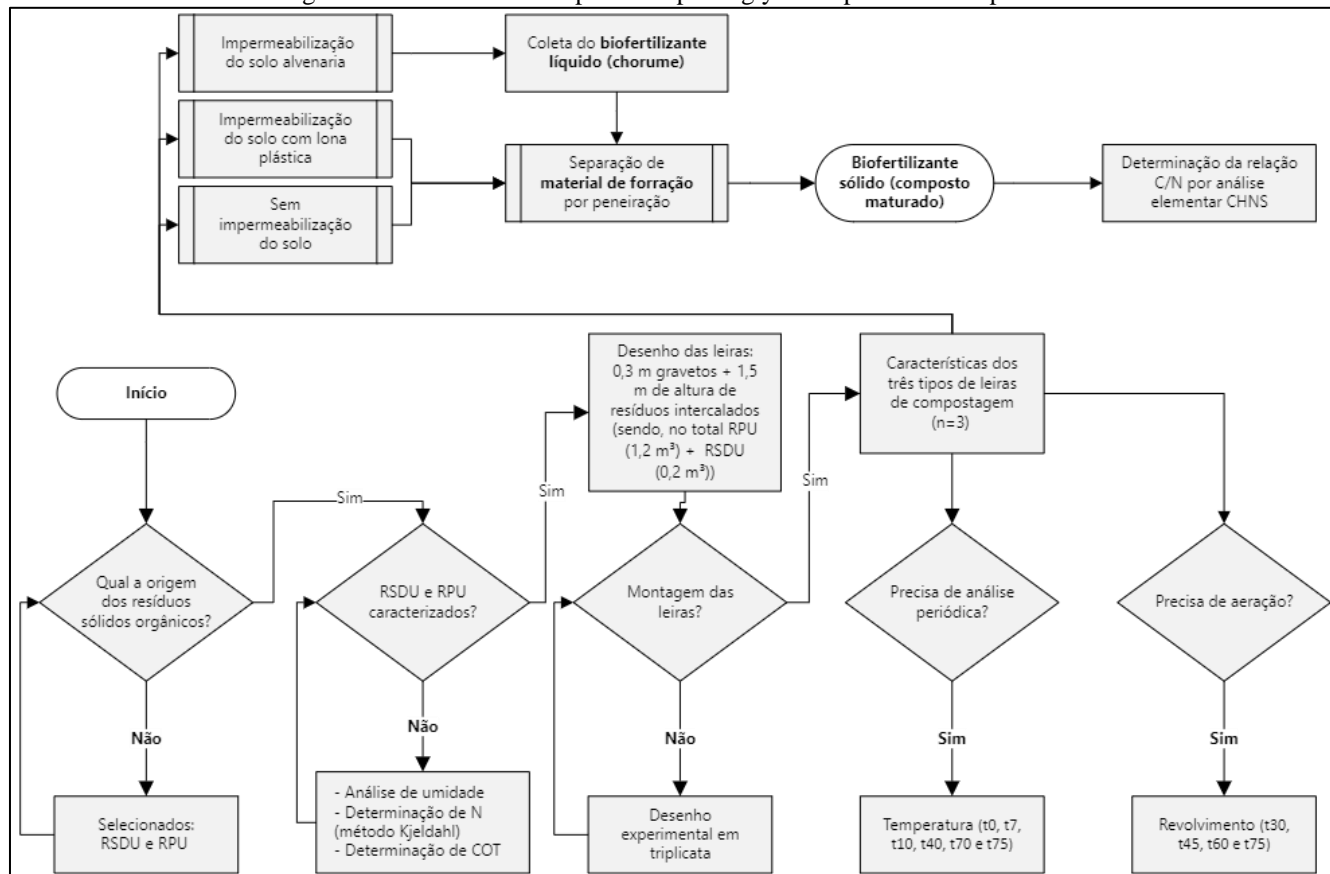 Impermeabilização
do solo alvenaria
Coleta do biofertilizante
líquido (chorume)
Impermeabilização
do solo com lona
plástica
Separação de
material de forração
por peneiração
Biofertilizante
sólido (composto
maturado)
Determinação da relação
C/N por análise
elementar CHNS
Sem
impermeabilização
do solo
Início
Desenho das leiras:
0,3 m gravetos + 1,5
m de altura de
resíduos intercalados
(sendo, no total RPU
(1,2 m³) + RSDU
(0,2 m³))
Características dos
três tipos de leiras
de compostagem
(n=3)
Sim
Sim
Sim
Qual a origem
dos resíduos
sólidos orgânicos?
RSDU e RPU
caracterizados?
Montagem das
leiras?
Precisa de análise
periódica?
Precisa de aeração?
Não
Não
Não
Sim
Sim
Selecionados:
RSDU e RPU
- Análise de umidade
- Determinação de N
(método Kjeldahl)
- Determinação de COT
Desenho
experimental em
triplicata
Temperatura (t0, t7,
t10, t40, t70 e t75)
Revolvimento (t30,
t45, t60 e t75)